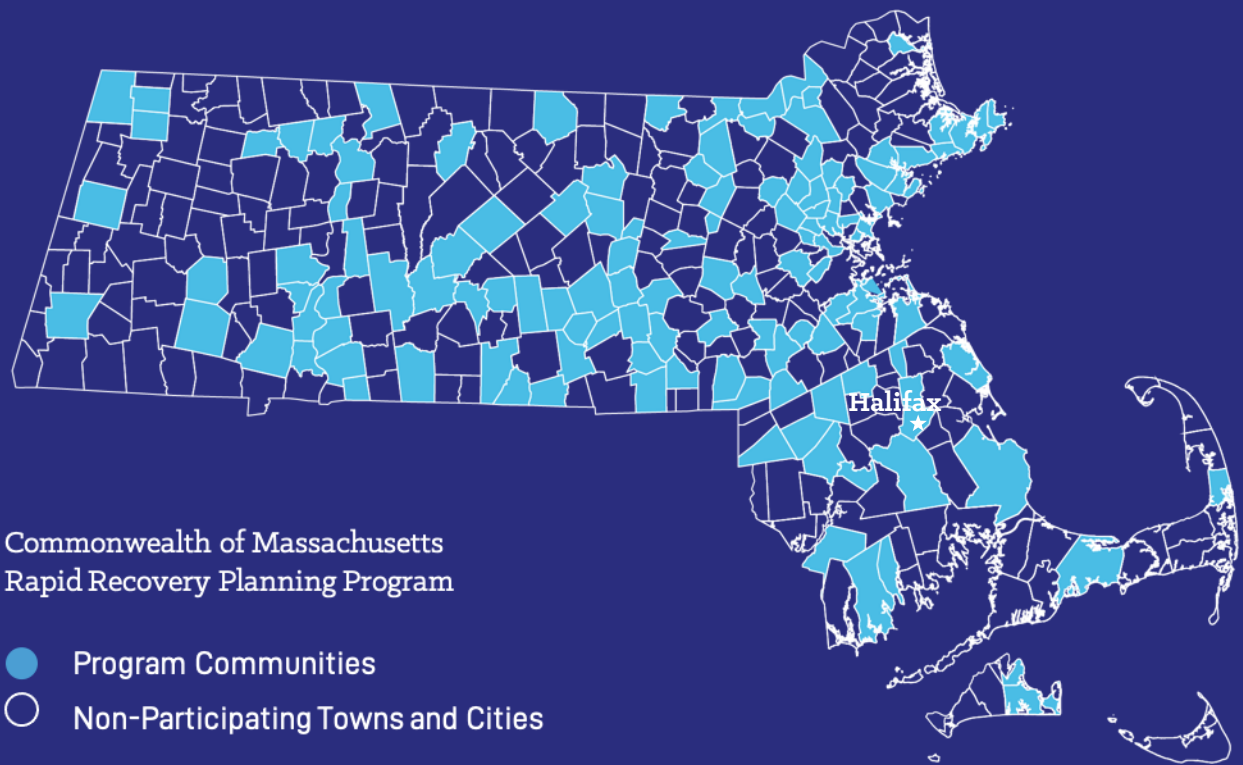 Halifax
Commonwealth of Massachusetts
Rapid Recovery Planning Program
Program Communities
Non-Participating Towns and Cities